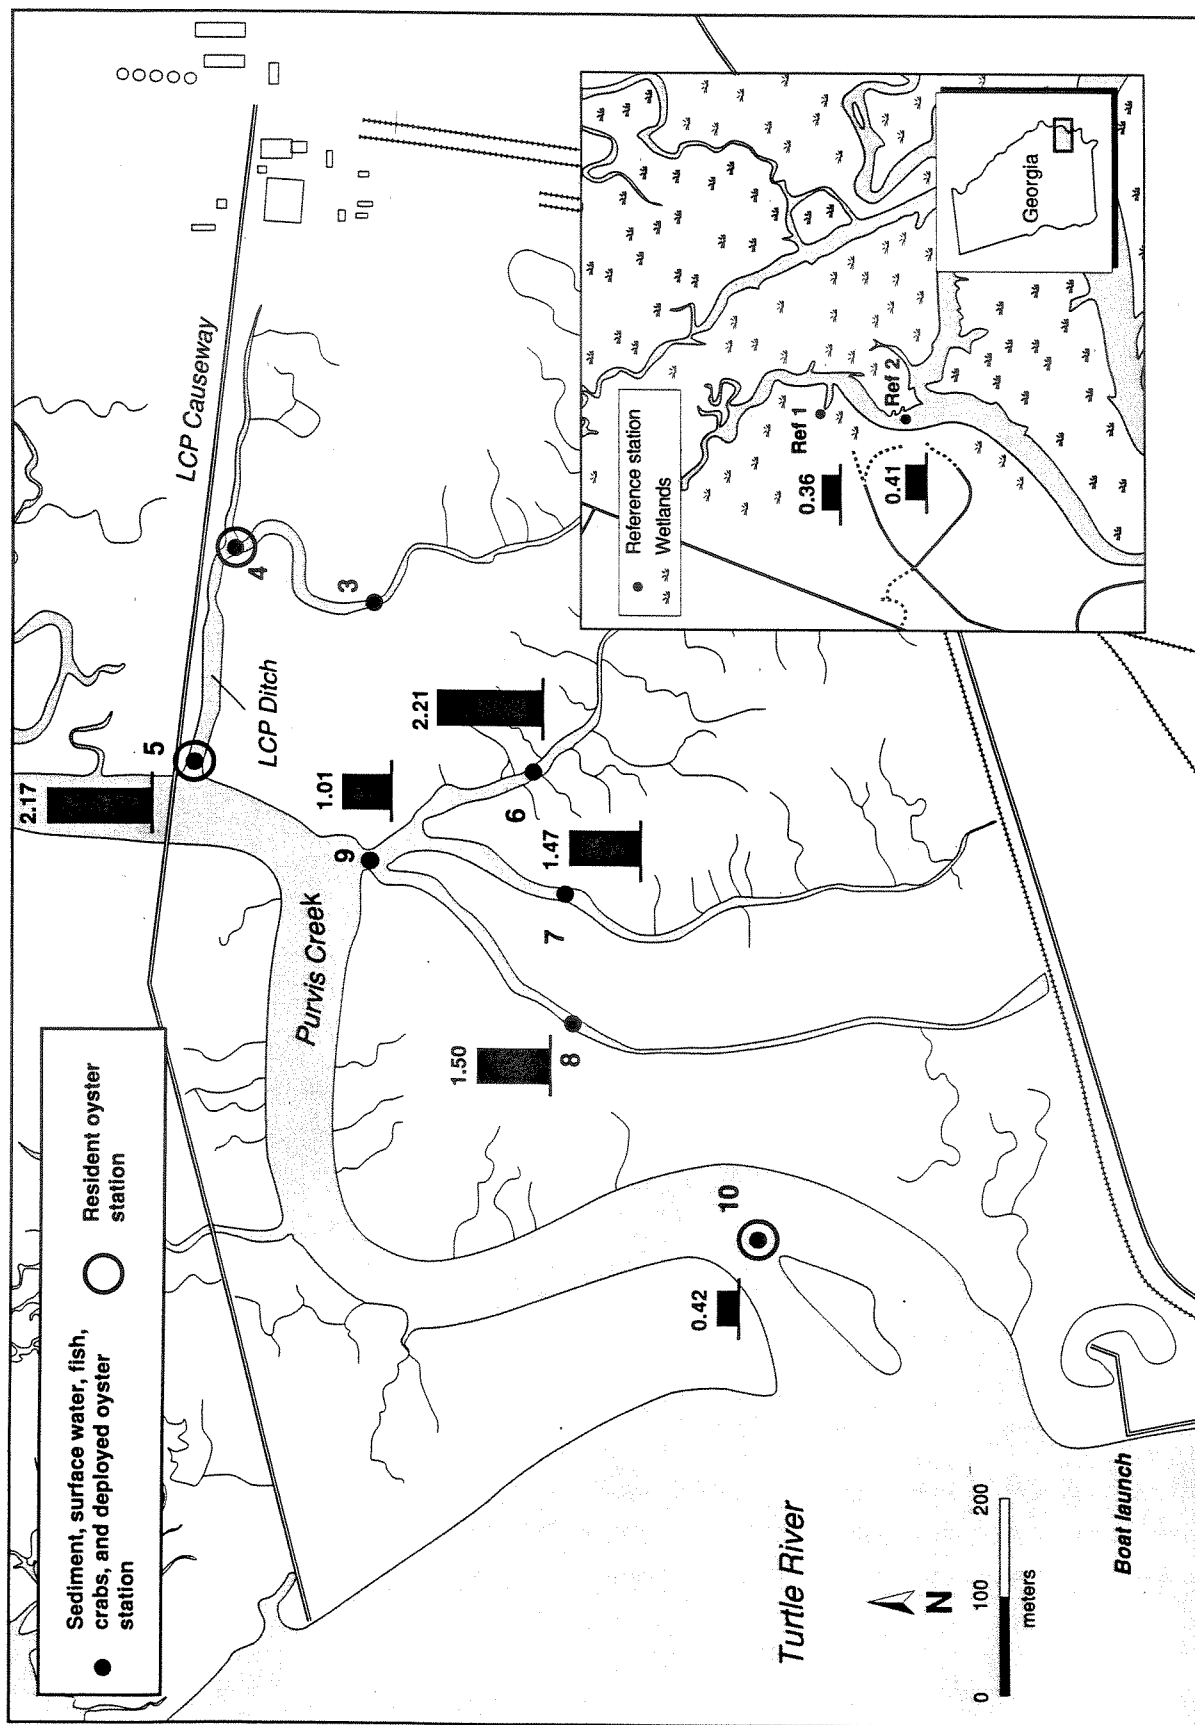 Sediment, surface water, fish,
crabs, and deployed oyster
station
Resident oyster
station
2.17
5
LCP Causeway
4
3
LCP Ditch
2.21
1.01
9
6
1.47
7
Purvis Creek
1.50
8
10
0.42
Turtle River
N
0
100
200
meters
Boat launch
Reference station
Wetlands
Ref 1
0.36
Ref 2
0.41
Georgia